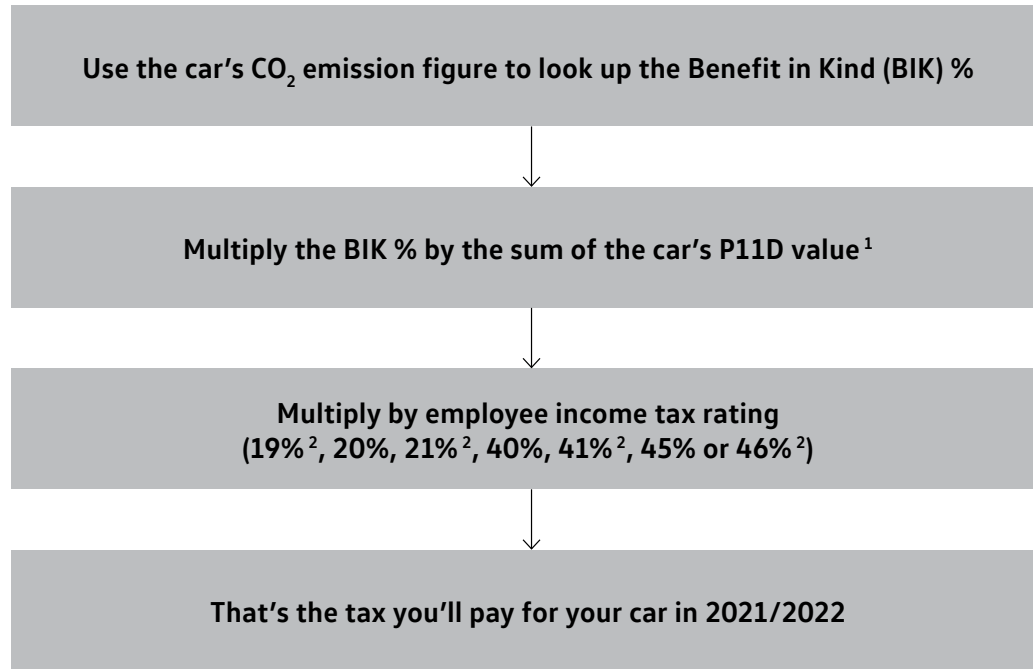 Use the car's CO₂ emission figure to look up the Benefit in Kind (BIK) %
Multiply the BIK % by the sum of the car's P11D value ¹
Multiply by employee income tax rating
(19% ², 20%, 21% ², 40%, 41% ², 45% or 46% ²)
That's the tax you'll pay for your car in 2021/2022